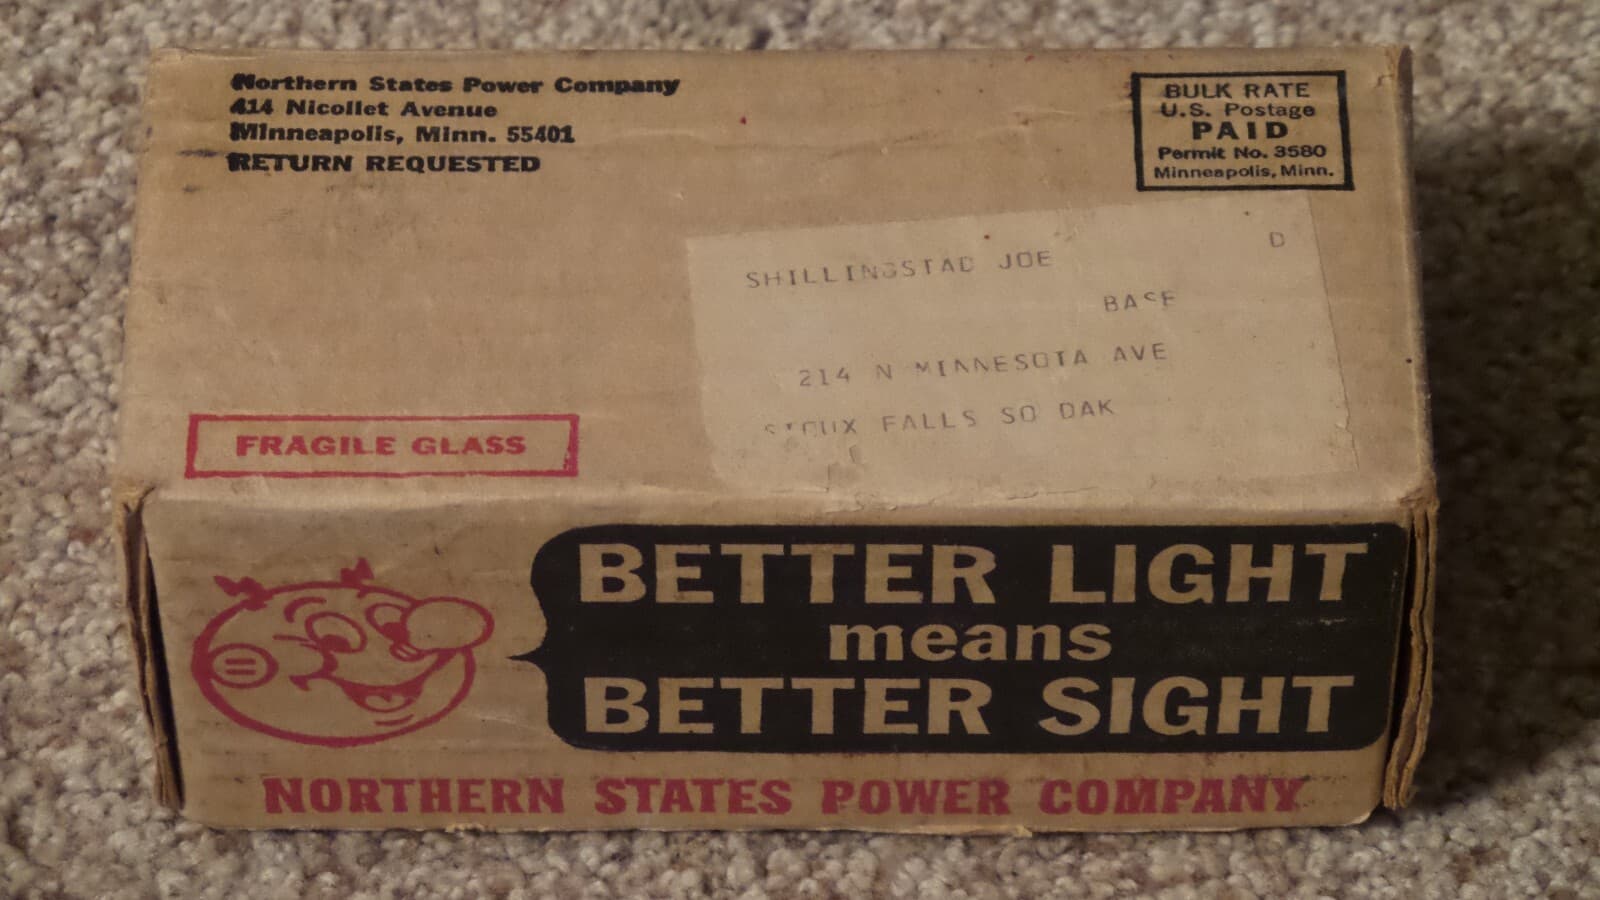 Northern States Power Company
414 Nicollet Avenue
Minneapolis, Minn. 55401
RETURN REQUESTED
BULK RATE
U.S. Postage
PAID
Permit No. 3580
Minneapolis, Minn.
D
SHILLINGSTAD JOE
BASE
214 N MINNESOTA AVE
SIOUX FALLS SO DAK
FRAGILE GLASS
BETTER LIGHT
means
BETTER SIGHT
NORTHERN STATES POWER COMPANY